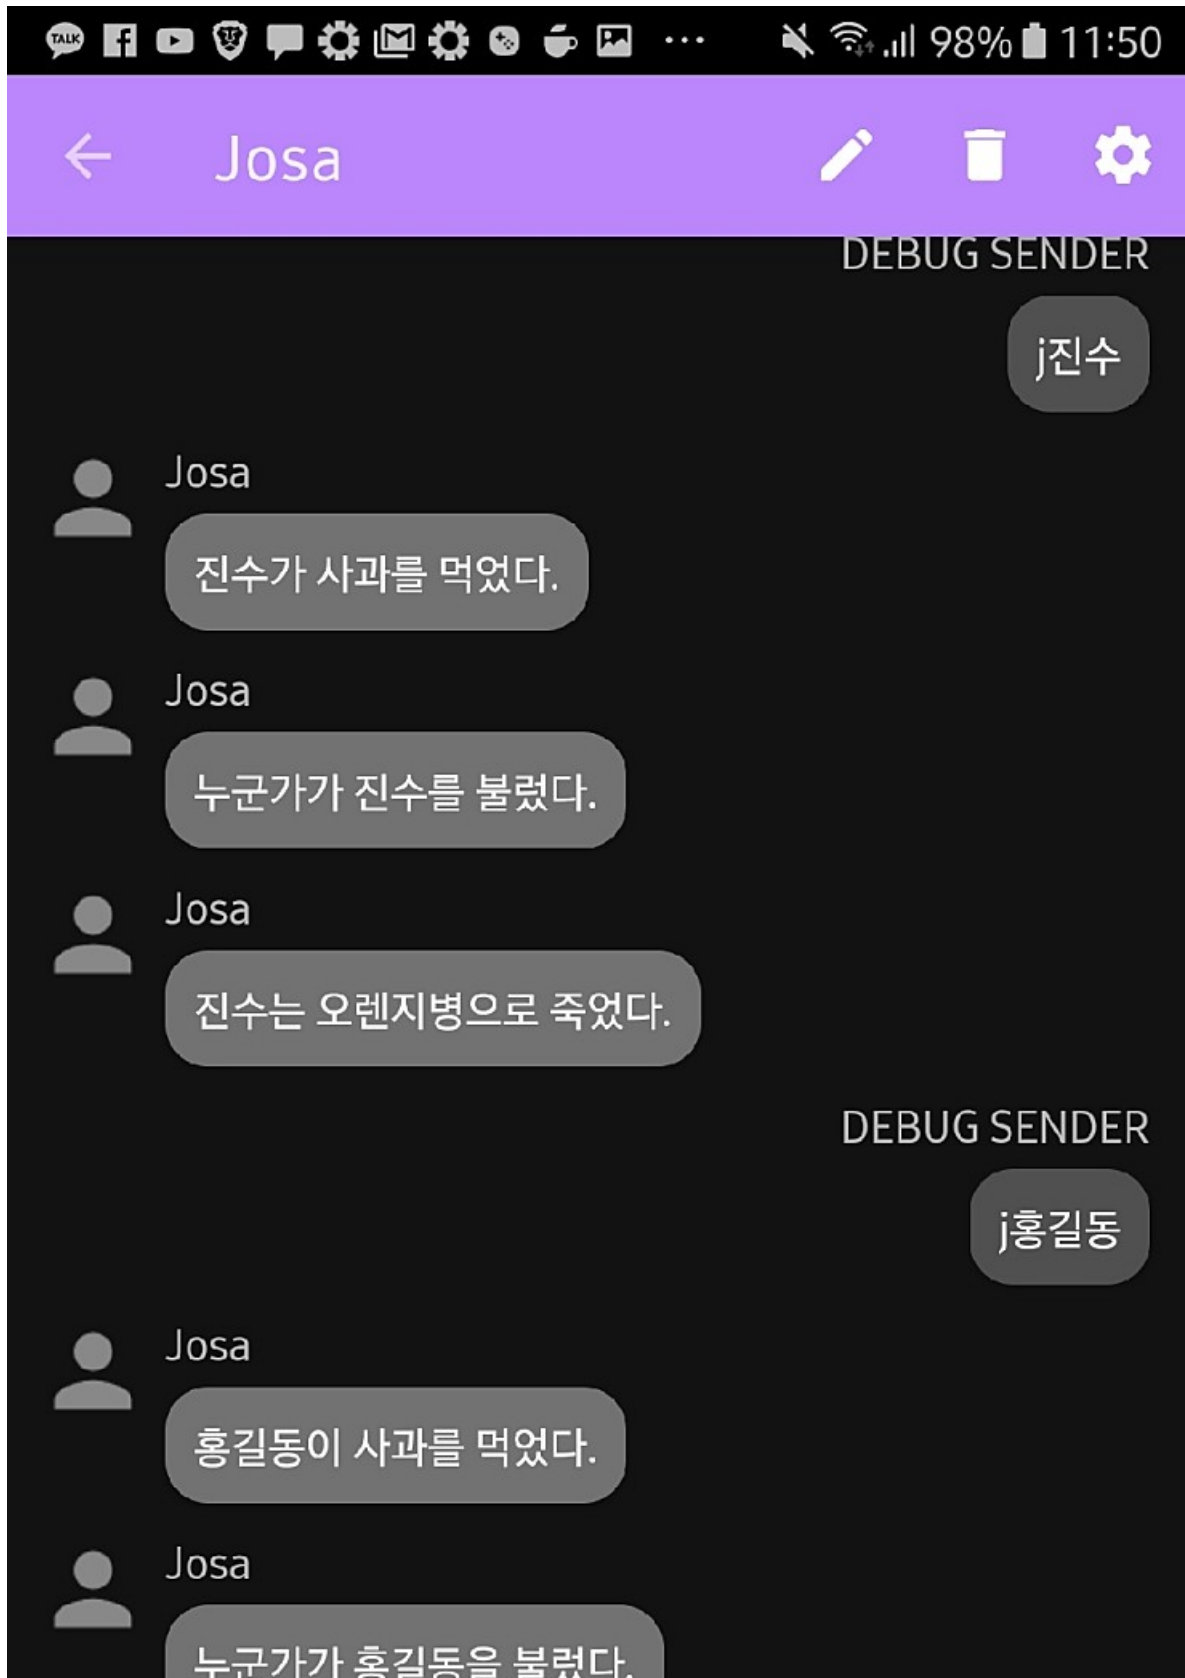 TALK 98% 11:50
Josa
DEBUG SENDER
j진수
Josa
진수가 사과를 먹었다.
Josa
누군가가 진수를 불렀다.
Josa
진수는 오렌지병으로 죽었다.
DEBUG SENDER
j홍길동
Josa
홍길동이 사과를 먹었다.
Josa
누군가가 홍길동을 불렀다.